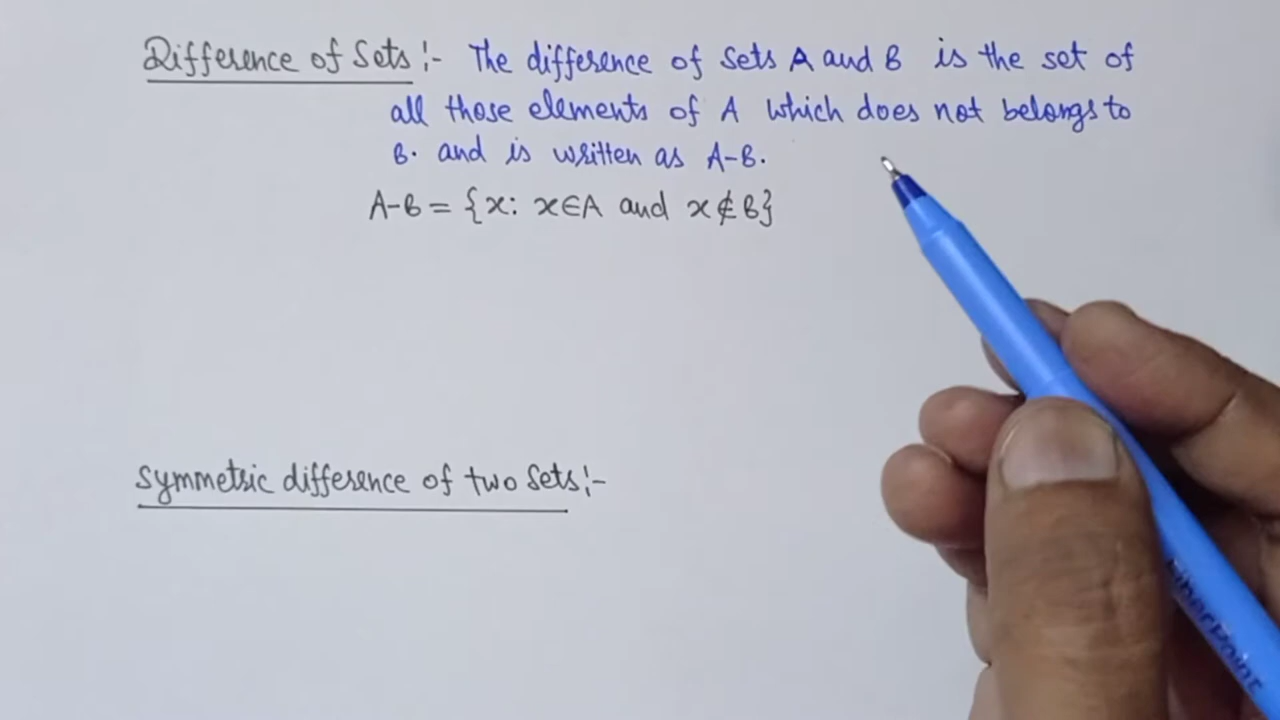 Difference of Sets :- The difference of Sets A and B is the set of
all those elements of A which does not belongs to
B. and is written as A-B.
A-B = {x: x∈A and x∉B}
Symmetric difference of two Sets :-
FiberPoint